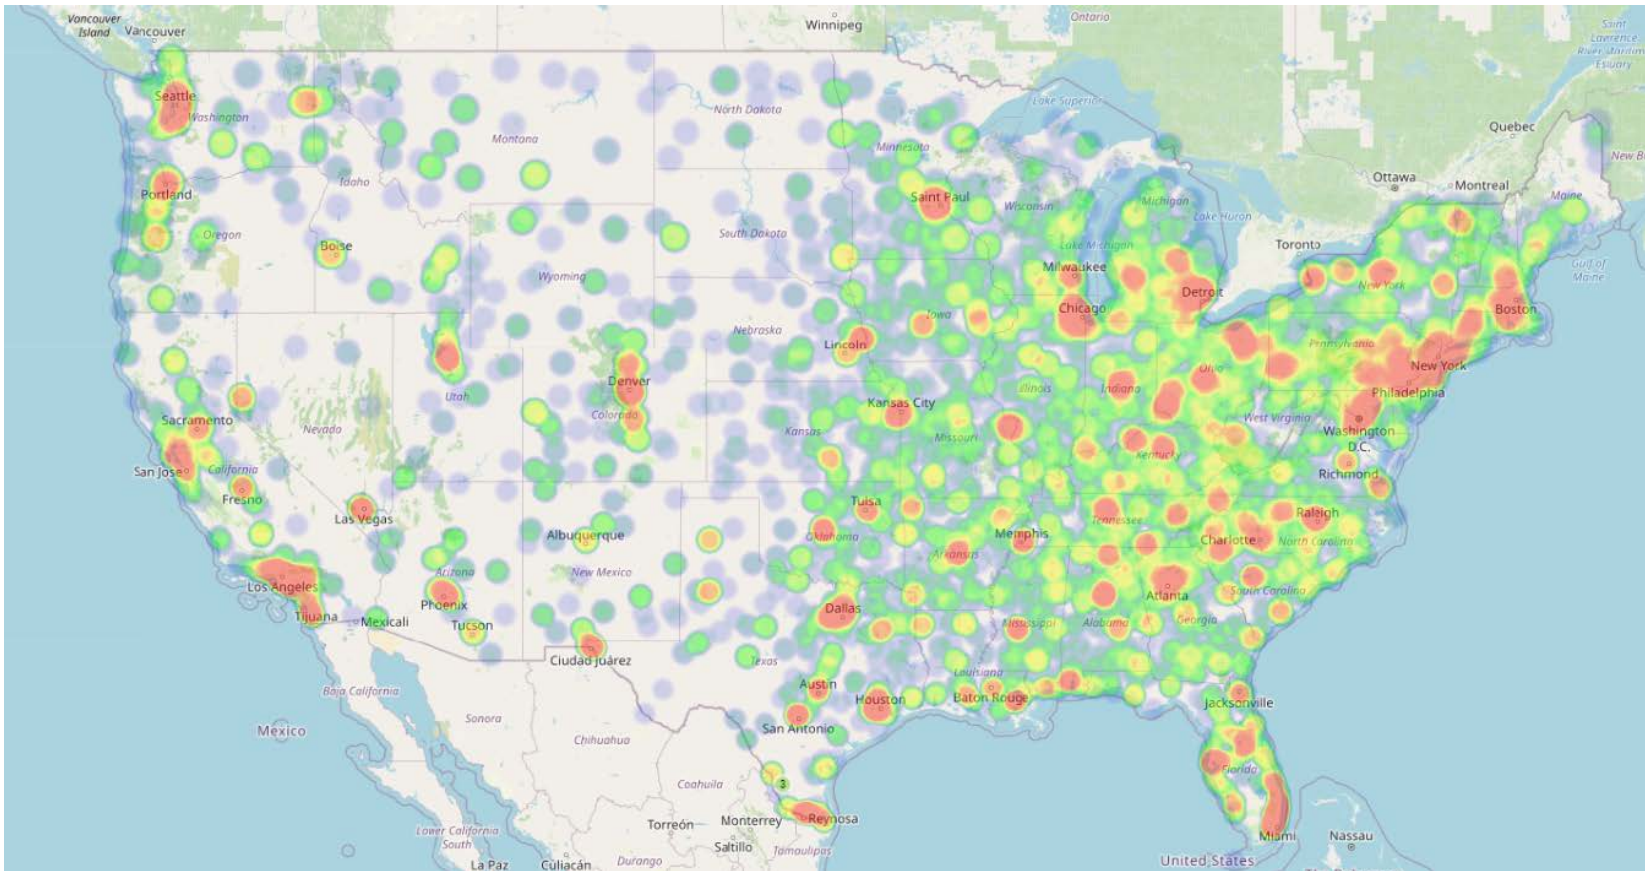 Vancouver
Island
Vancouver
Winnipeg
Ontario
Saint
Lawrence
River Maritime
Estuary
Seattle
Washington
Montana
North Dakota
Minnesota
Lake Superior
Quebec
New B
Ottawa
Montreal
Maine
Portland
Idaho
Saint Paul
Wisconsin
Michigan
Lake Huron
Oregon
Boise
South Dakota
Lake Michigan
Toronto
Gulf of
Maine
Wyoming
Milwaukee
Detroit
New York
Chicago
Boston
Iowa
Nebraska
Lincoln
Pennsylvania
New York
Ohio
Denver
Utah
Colorado
Illinois
Indiana
Philadelphia
Kansas City
West Virginia
Sacramento
Nevada
Kansas
Missouri
Washington
D.C.
Kentucky
San Jose
California
Richmond
Fresno
Las Vegas
Tulsa
Tennessee
Raleigh
Albuquerque
Oklahoma
Memphis
Charlotte
North Carolina
Arkansas
Los Angeles
Arizona
New Mexico
Phoenix
Dallas
Atlanta
South Carolina
Tijuana
Mexicali
Tucson
Mississippi
Alabama
Georgia
Ciudad Juárez
Texas
Louisiana
Baja California
Austin
Houston
Baton Rouge
Jacksonville
Sonora
San Antonio
Mexico
Chihuahua
Florida
Coahuila
3
Reynosa
Torreón
Monterrey
Lower California
South
Saltillo
Tamaulipas
Miami
Nassau
La Paz
Culiacán
Durango
United States